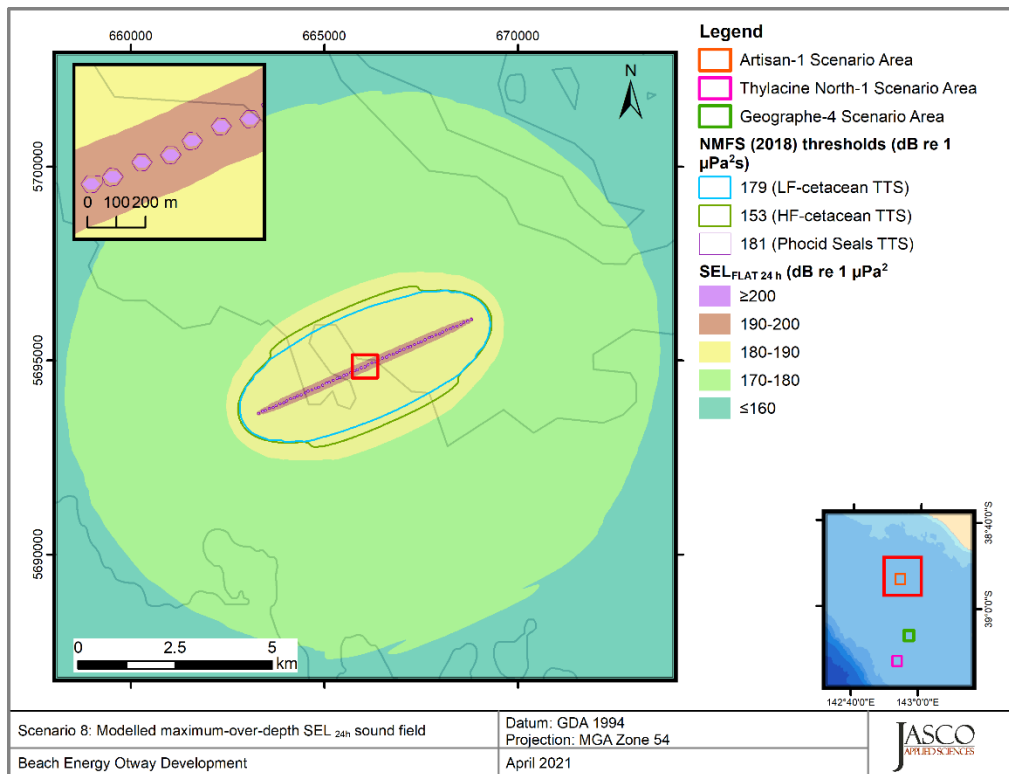 660000 665000 670000
5700000
5695000
5690000
N
0 100 200 m
0 2.5 5
km
Legend
Artisan-1 Scenario Area
Thylacine North-1 Scenario Area
Geographe-4 Scenario Area
NMFS (2018) thresholds (dB re 1
µPa²s)
179 (LF-cetacean TTS)
153 (HF-cetacean TTS)
181 (Phocid Seals TTS)
SEL FLAT 24 h (dB re 1 µPa²
≥200
190-200
180-190
170-180
≤160
38°40'0"S
39°0'0"S
142°40'0"E 143°0'0"E
Scenario 8: Modelled maximum-over-depth SEL 24h sound field
Datum: GDA 1994
Projection: MGA Zone 54
Beach Energy Otway Development
April 2021
JASCO
APPLIED SCIENCES